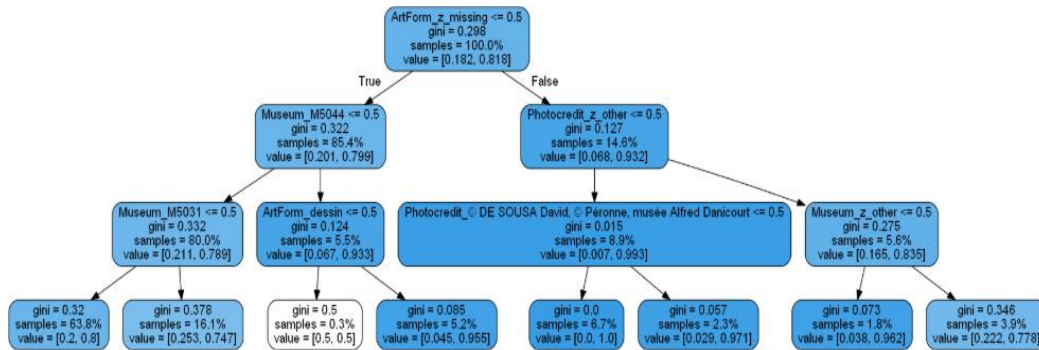 ArtForm_z_missing <= 0.5
gini = 0.298
samples = 100.0%
value = [0.182, 0.818]
True
False
Museum_M5044 <= 0.5
gini = 0.322
samples = 85.4%
value = [0.201, 0.799]
Photocredit_z_other <= 0.5
gini = 0.127
samples = 14.6%
value = [0.068, 0.932]
Museum_M5031 <= 0.5
gini = 0.332
samples = 80.0%
value = [0.211, 0.789]
ArtForm_dessin <= 0.5
gini = 0.124
samples = 5.5%
value = [0.067, 0.933]
Photocredit_© DE SOUSA David, © Péronne, musée Alfred Danicourt <= 0.5
gini = 0.015
samples = 8.9%
value = [0.007, 0.993]
Museum_z_other <= 0.5
gini = 0.275
samples = 5.6%
value = [0.165, 0.835]
gini = 0.32
samples = 63.8%
value = [0.2, 0.8]
gini = 0.378
samples = 16.1%
value = [0.253, 0.747]
gini = 0.5
samples = 0.3%
value = [0.5, 0.5]
gini = 0.085
samples = 5.2%
value = [0.045, 0.955]
gini = 0.0
samples = 6.7%
value = [0.0, 1.0]
gini = 0.057
samples = 2.3%
value = [0.029, 0.971]
gini = 0.073
samples = 1.8%
value = [0.038, 0.962]
gini = 0.346
samples = 3.9%
value = [0.222, 0.778]